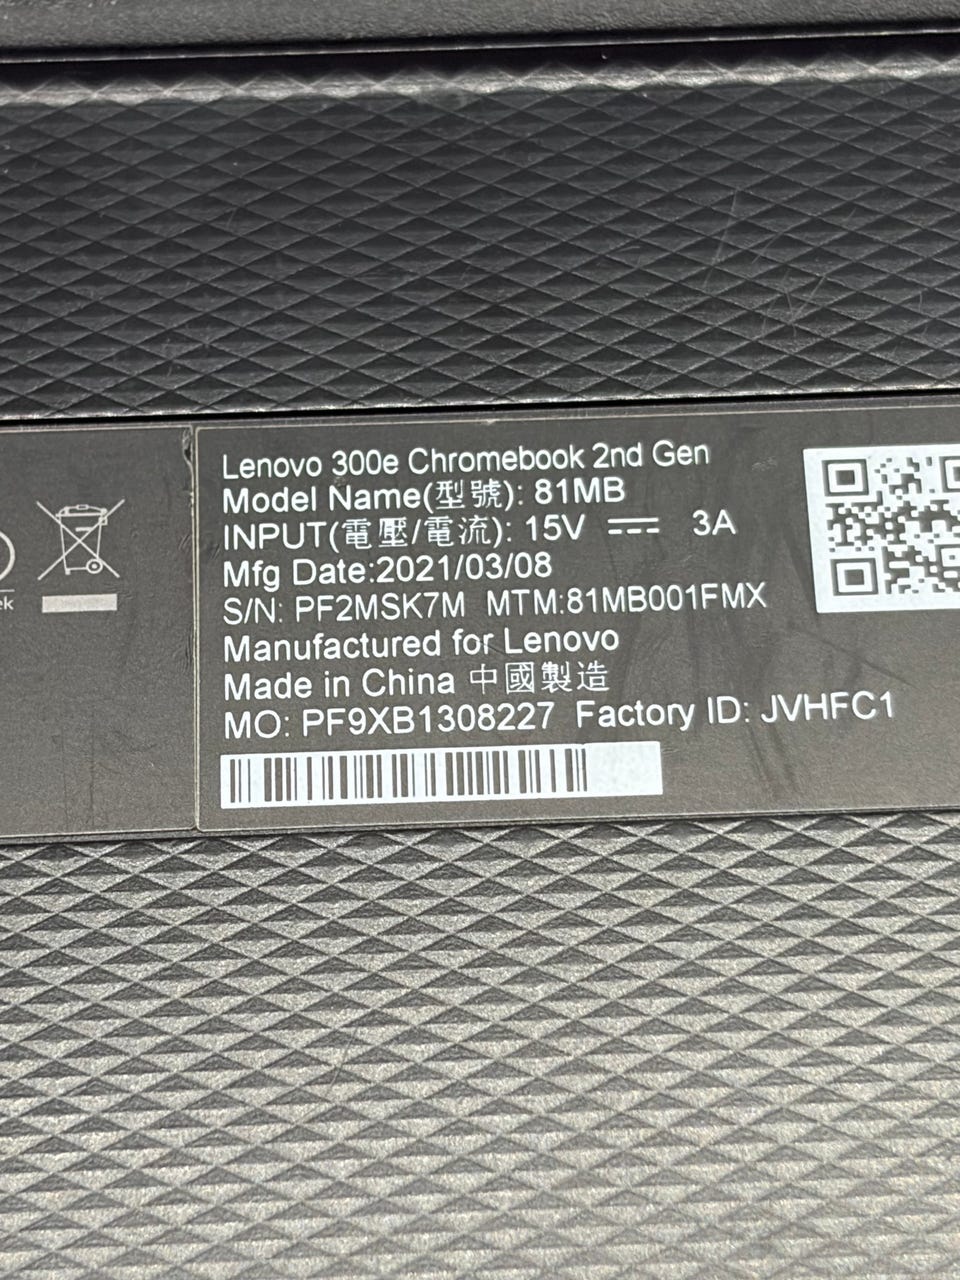 Lenovo 300e Chromebook 2nd Gen
Model Name(型號): 81MB
INPUT(電壓/電流): 15V ⎓ 3A
Mfg Date:2021/03/08
S/N: PF2MSK7M MTM:81MB001FMX
Manufactured for Lenovo
Made in China 中國製造
MO: PF9XB1308227 Factory ID: JVHFC1